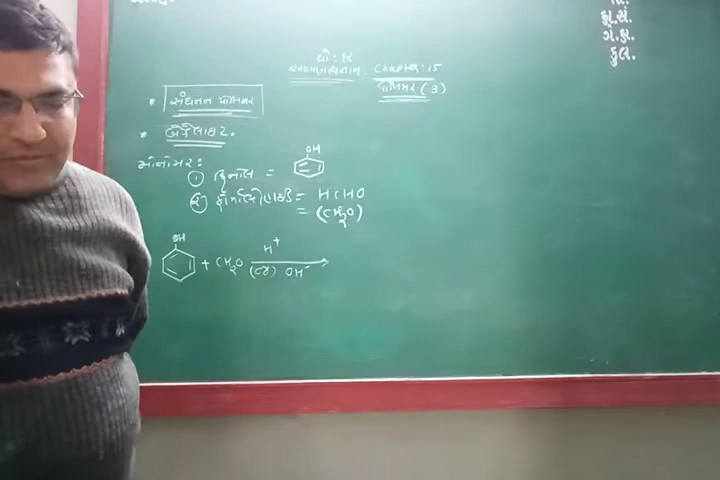 ધો: ૧૨
રસાયણવિજ્ઞાન. Chapter:15
પોલિમર (3)
* સંઘનન પોલિમર
* બેકેલાઇટ.
મોનોમર:
① ફિનોલ = OH
② ફોર્માલ્ડિહાઇડ = HCHO
= (CH₂O)
OH
+ CH₂O H⁺
(or) OH⁻
ગે.હા.
કુલ.